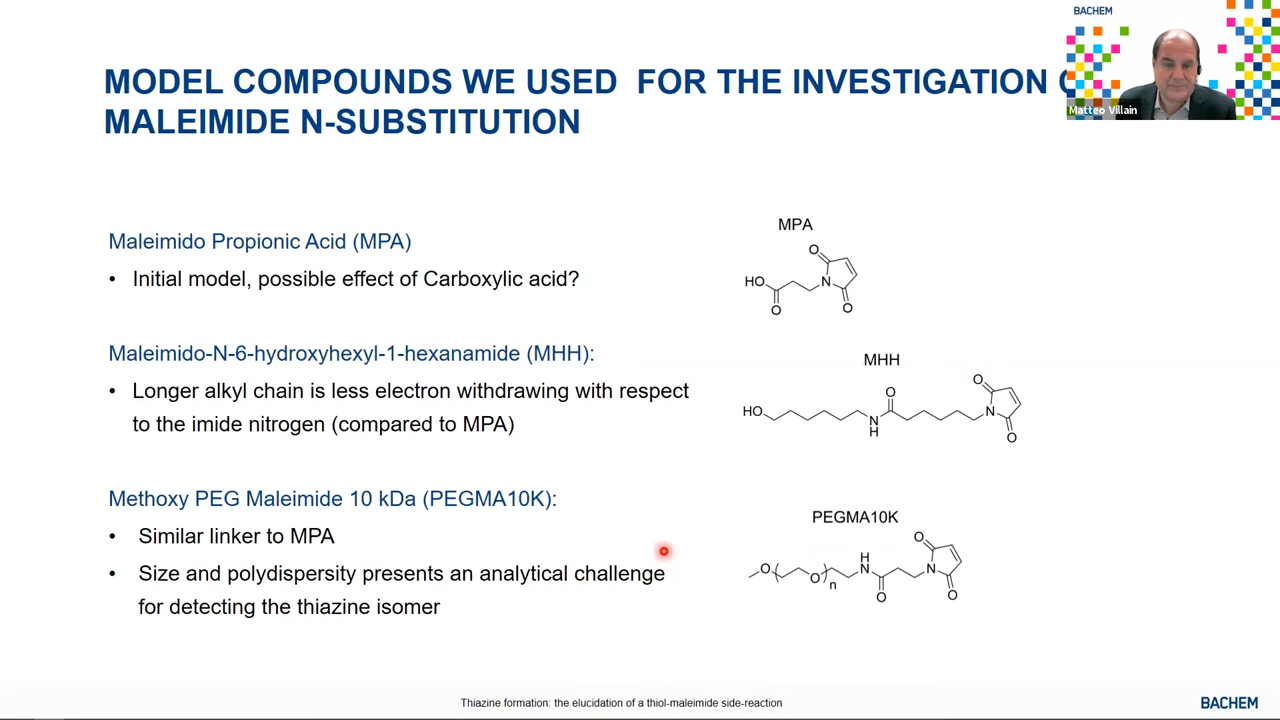 BACHEM
MODEL COMPOUNDS WE USED FOR THE INVESTIGATION
MALEIMIDE N-SUBSTITUTION
Matteo Villain
Maleimido Propionic Acid (MPA)
• Initial model, possible effect of Carboxylic acid?
MPA
O
HO
N
O
O
Maleimido-N-6-hydroxyhexyl-1-hexanamide (MHH):
• Longer alkyl chain is less electron withdrawing with respect
to the imide nitrogen (compared to MPA)
MHH
O
O
HO
N
H
N
O
Methoxy PEG Maleimide 10 kDa (PEGMA10K):
• Similar linker to MPA
• Size and polydispersity presents an analytical challenge
for detecting the thiazine isomer
PEGMA10K
O
H
N
O
O
n
N
O
O
Thiazine formation: the elucidation of a thiol-maleimide side-reaction
BACHEM